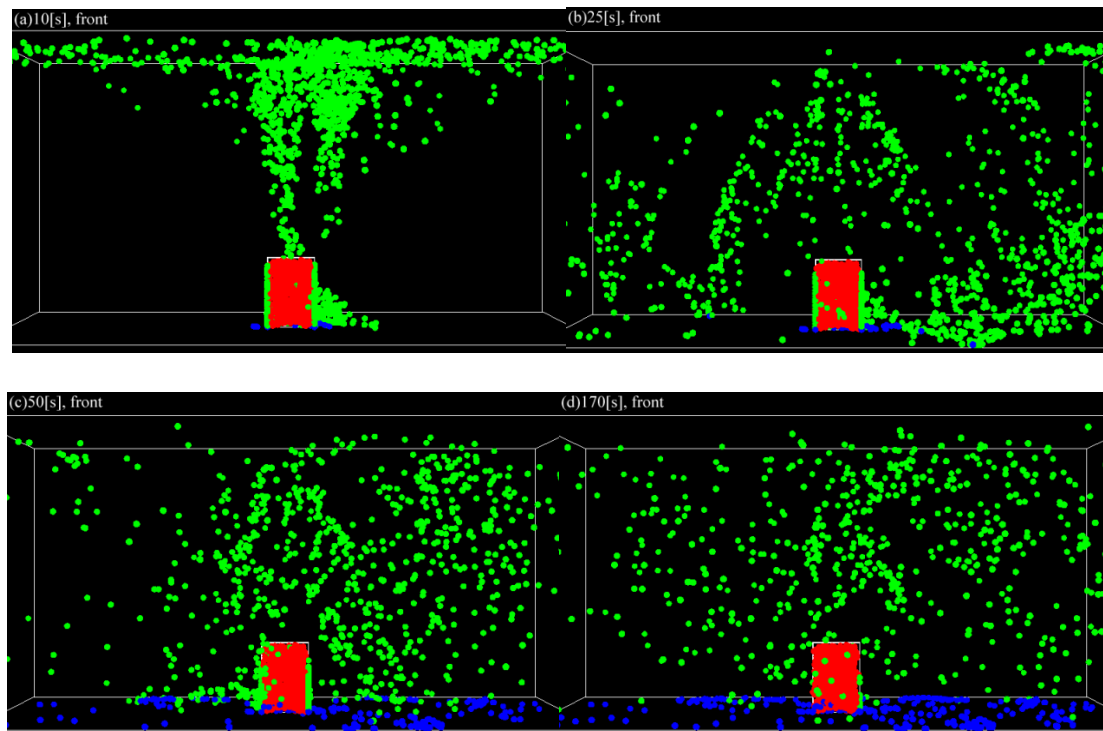 (a)10[s], front
(b)25[s], front
(c)50[s], front
(d)170[s], front